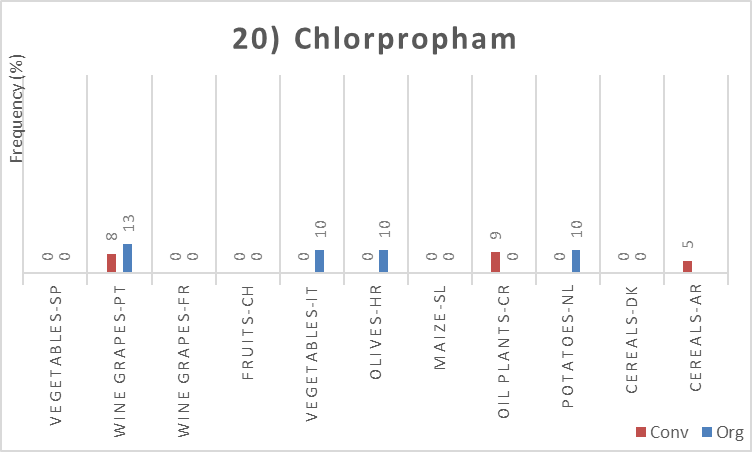 20) Chlorpropham
Frequency (%)
0 0
8 13
0 0
0 0
0 10
0 10
0 0
9 0
0 10
0 0
5
VEGETABLES-SP
WINE GRAPES-PT
WINE GRAPES-FR
FRUITS-CH
VEGETABLES-IT
OLIVES-HR
MAIZE-SL
OIL PLANTS-CR
POTATOES-NL
CEREALS-DK
CEREALS-AR
Conv Org